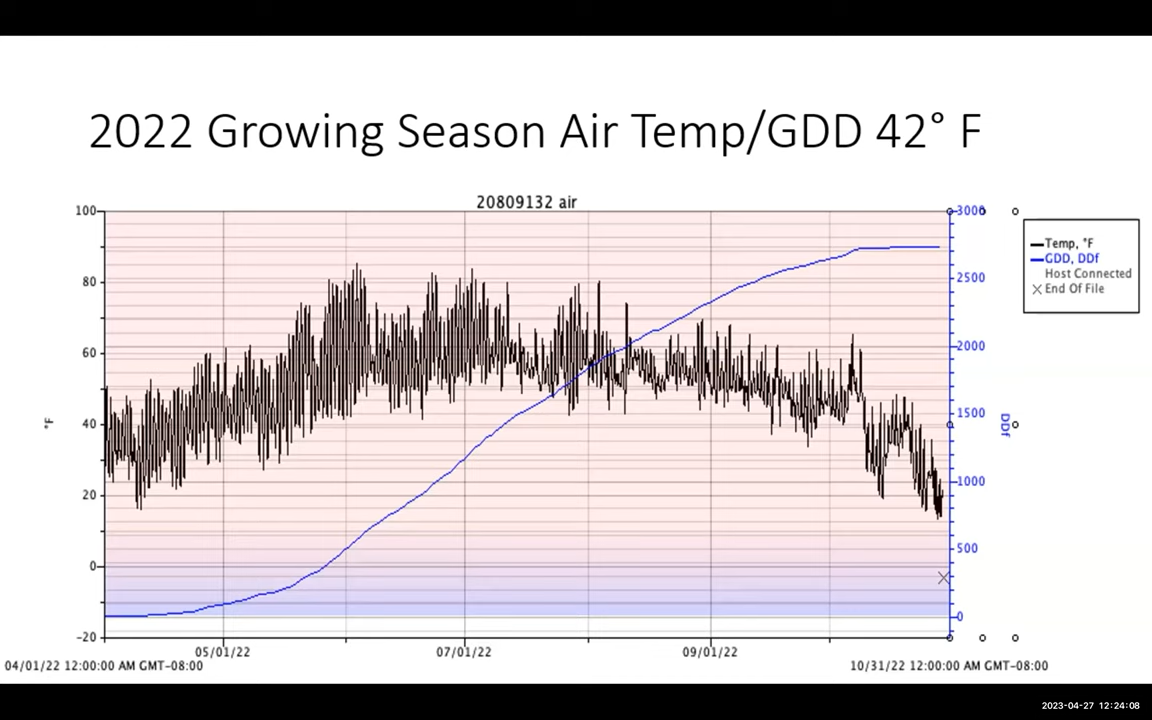 2022 Growing Season Air Temp/GDD 42° F
20809132 air
100
80
60
40
20
0
-20
°F
3000
2500
2000
1500
1000
500
0
DDf
Temp, °F
GDD, DDf
Host Connected
End Of File
05/01/22 07/01/22 09/01/22
04/01/22 12:00:00 AM GMT-08:00 10/31/22 12:00:00 AM GMT-08:00
2023-04-27 12:24:08